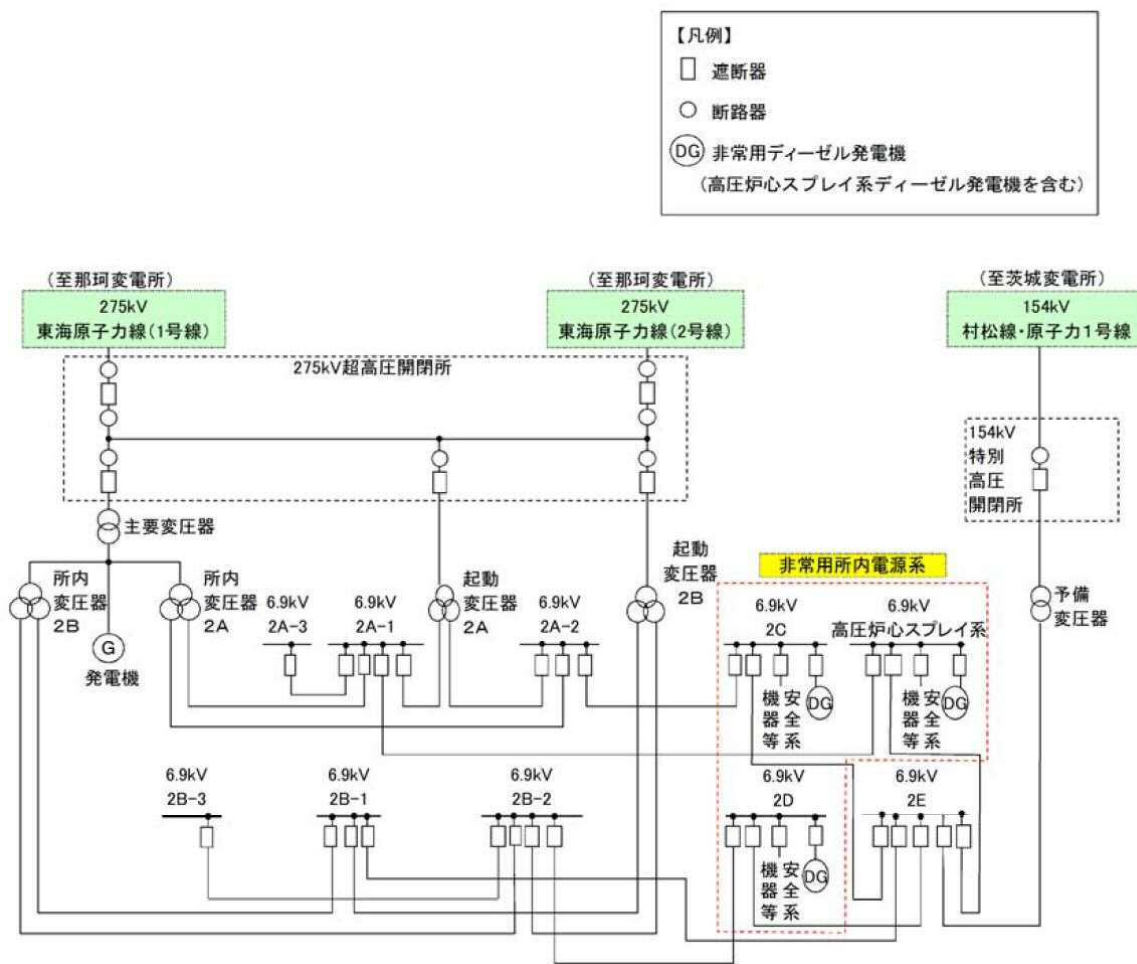 【凡例】
遮断器
断路器
DG 非常用ディーゼル発電機
(高圧炉心スプレイ系ディーゼル発電機を含む)
(至那珂変電所)
275kV
東海原子力線(1号線)
(至那珂変電所)
275kV
東海原子力線(2号線)
(至茨城変電所)
154kV
村松線・原子力1号線
275kV超高圧開閉所
154kV
特別
高圧
開閉所
主要変圧器
所内
変圧器
2B
所内
変圧器
2A
G
発電機
起動
変圧器
2A
起動
変圧器
2B
予備
変圧器
非常用所内電源系
6.9kV
2A-3
6.9kV
2A-1
6.9kV
2A-2
6.9kV
2C
6.9kV
高圧炉心スプレイ系
安全系
機器等
DG
安全系
機器等
DG
6.9kV
2B-3
6.9kV
2B-1
6.9kV
2B-2
6.9kV
2D
6.9kV
2E
安全系
機器等
DG